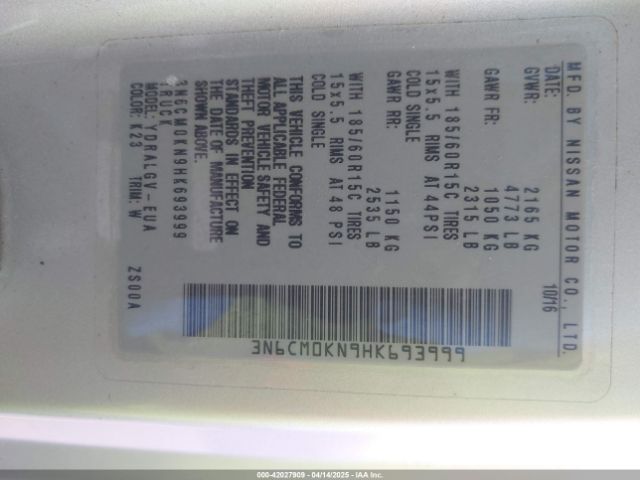 MFD. BY NISSAN MOTOR CO., LTD.
DATE: 10/16
GVWR: 2165 KG
4773 LB
GAWR FR: 1050 KG
2315 LB
WITH 185/60R15C TIRES
15x5.5 RIMS AT 44PSI
COLD SINGLE
GAWR RR: 1150 KG
2535 LB
WITH 185/60R15C TIRES
15x5.5 RIMS AT 48 PSI
COLD SINGLE
THIS VEHICLE CONFORMS TO
ALL APPLICABLE FEDERAL
MOTOR VEHICLE SAFETY AND
THEFT PREVENTION
STANDARDS IN EFFECT ON
THE DATE OF MANUFACTURE
SHOWN ABOVE.
3N6CM0KN9HK693999
TRUCK
MODEL: YDRALGV-EUA
COLOR: K23 TRIM: W
ZS00A
3N6CM0KN9HK693999
000-42027909 - 04/14/2025 - IAA Inc.